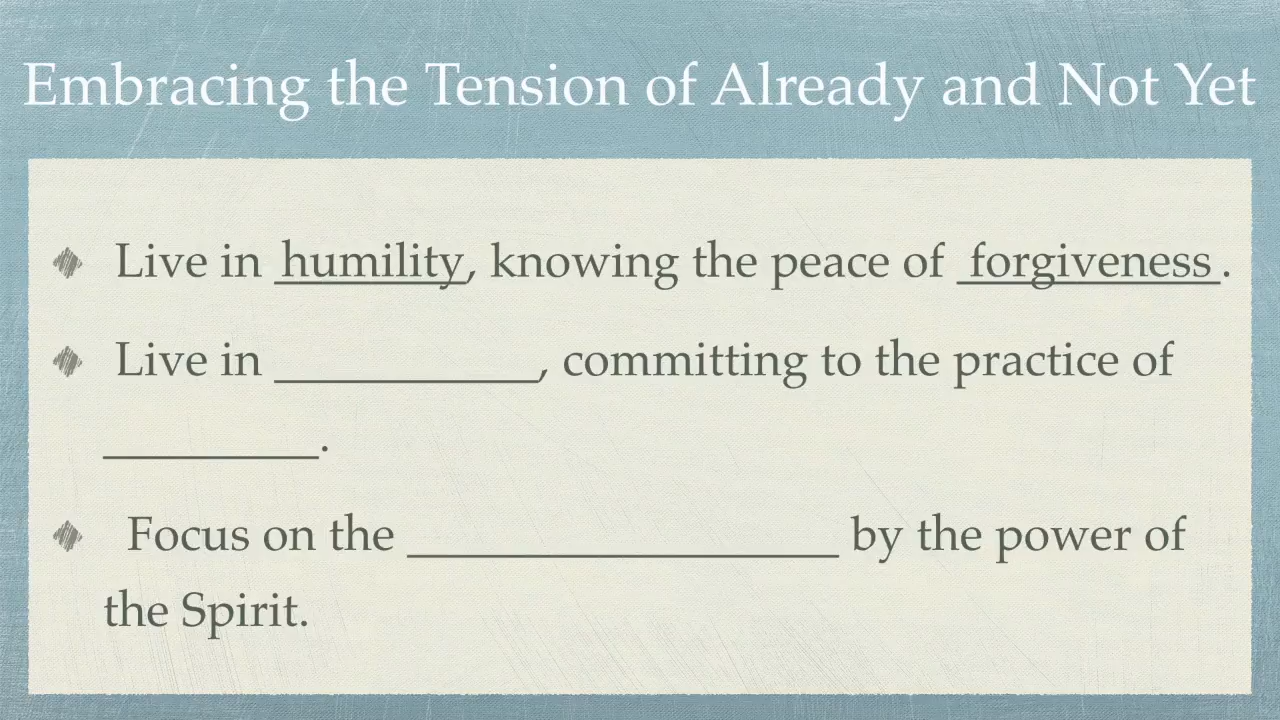 Embracing the Tension of Already and Not Yet
Live in humility, knowing the peace of forgiveness.
Live in ___________, committing to the practice of
_________.
Focus on the __________________ by the power of
the Spirit.